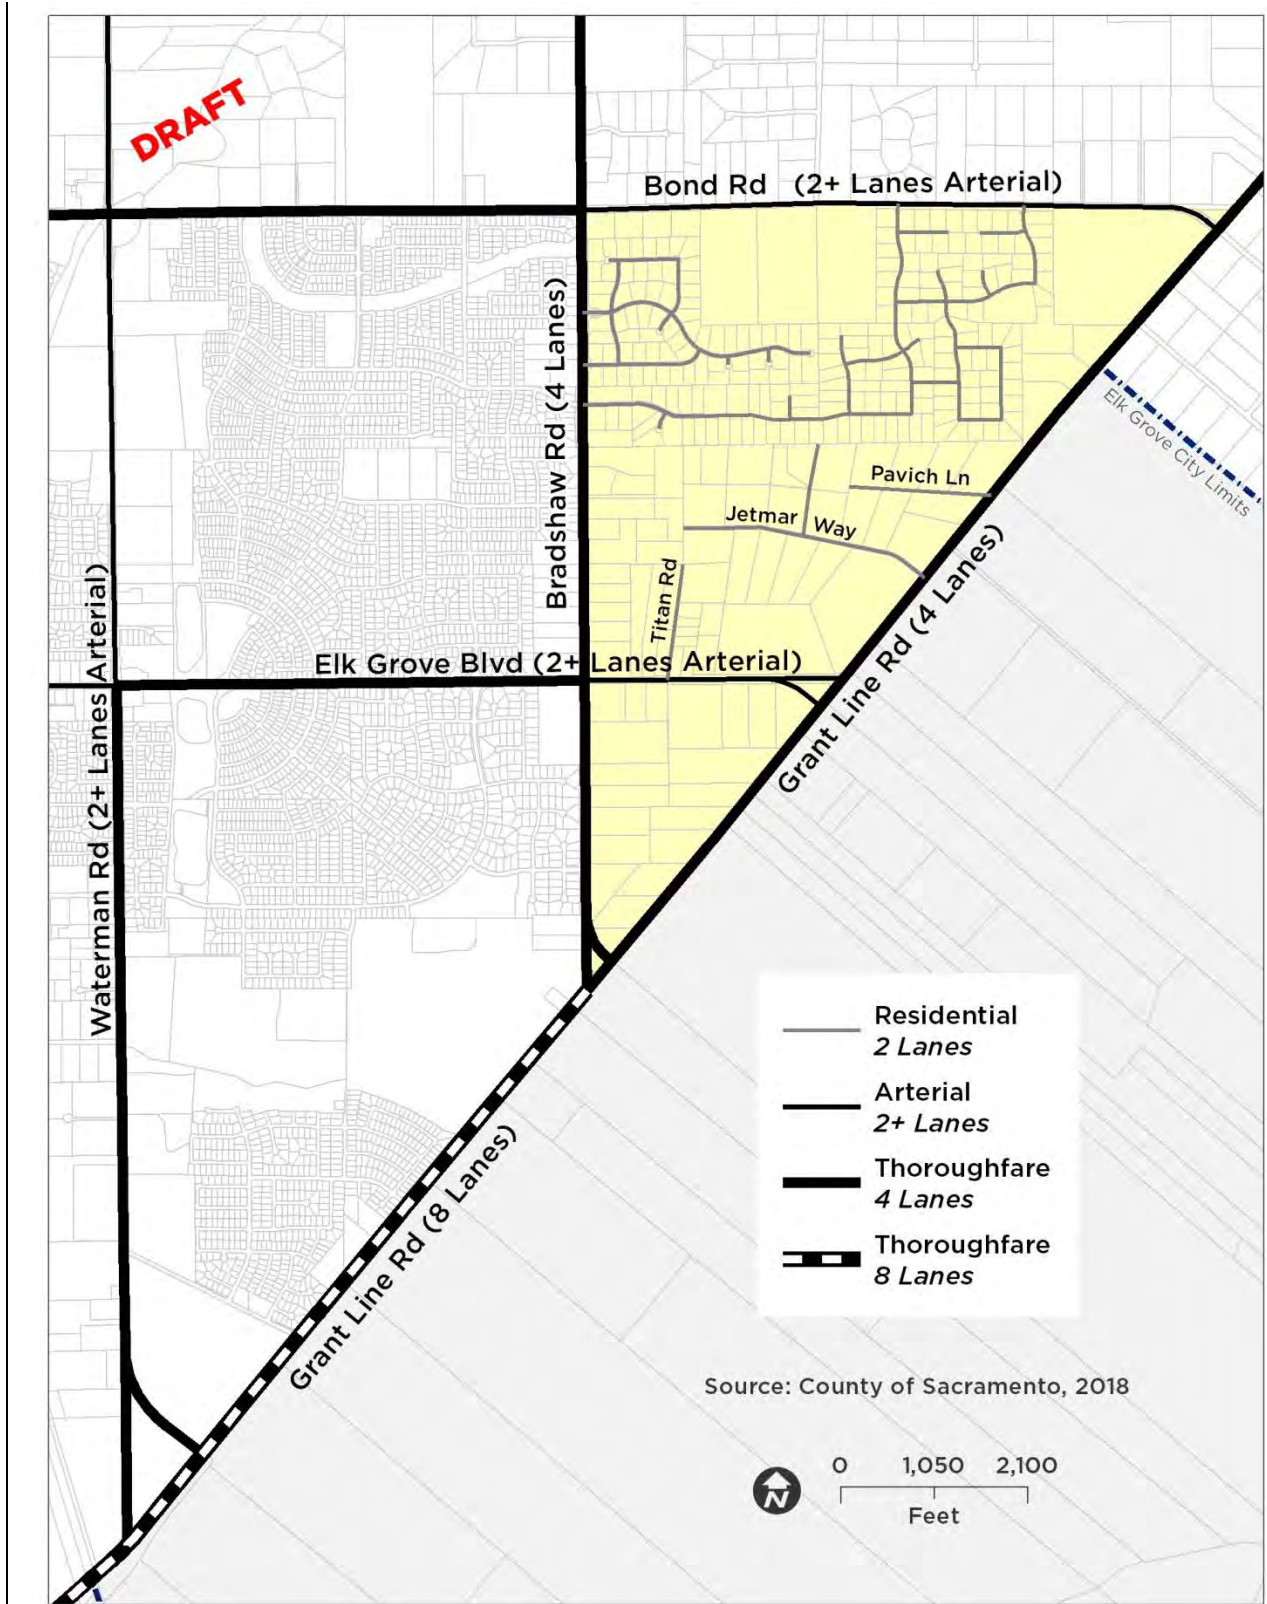 DRAFT
Bond Rd (2+ Lanes Arterial)
Bradshaw Rd (4 Lanes)
Elk Grove City Limits
Pavich Ln
Jetmar Way
Titan Rd
Elk Grove Blvd (2+ Lanes Arterial)
Waterman Rd (2+ Lanes Arterial)
Grant Line Rd (4 Lanes)
Grant Line Rd (8 Lanes)
Residential
2 Lanes
Arterial
2+ Lanes
Thoroughfare
4 Lanes
Thoroughfare
8 Lanes
Source: County of Sacramento, 2018
N
0 1,050 2,100
Feet